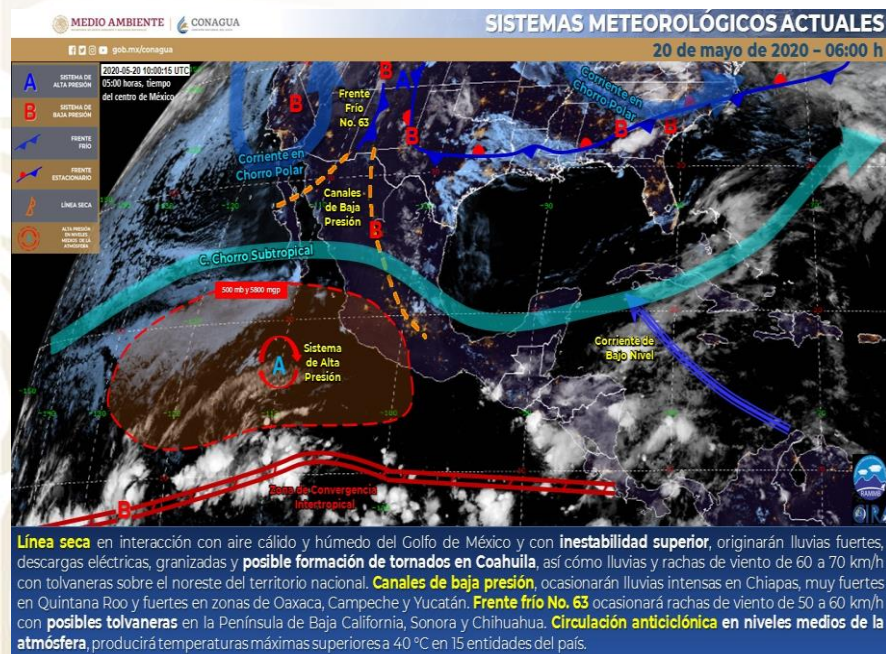 MEDIO AMBIENTE
CONAGUA
SISTEMAS METEOROLÓGICOS ACTUALES
gob.mx/conagua
20 de mayo de 2020 – 06:00 h
2020-05-20 10:00:15 UTC
05:00 horas, tiempo
del centro de México
A SISTEMA DE
ALTA PRESIÓN
B SISTEMA DE
BAJA PRESIÓN
FRENTE
FRÍO
FRENTE
ESTACIONARIO
LÍNEA SECA
ALTA PRESIÓN
EN NIVELES
MEDIOS DE LA
ATMÓSFERA
B
B
A
Frente
Frío
No. 63
B
Corriente en
Chorro Polar
B
B
Corriente en
Chorro Polar
Canales
de Baja
Presión
B
C. Chorro Subtropical
500 mb y 5800 mgp
A
Sistema
de Alta
Presión
Corriente de
Bajo Nivel
B
Zona de Convergencia
Intertropical
RAMMB
Línea seca en interacción con aire cálido y húmedo del Golfo de México y con inestabilidad superior, originarán lluvias fuertes,
descargas eléctricas, granizadas y posible formación de tornados en Coahuila, así cómo lluvias y rachas de viento de 60 a 70 km/h
con tolvaneras sobre el noreste del territorio nacional. Canales de baja presión, ocasionarán lluvias intensas en Chiapas, muy fuertes
en Quintana Roo y fuertes en zonas de Oaxaca, Campeche y Yucatán. Frente frío No. 63 ocasionará rachas de viento de 50 a 60 km/h
con posibles tolvaneras en la Península de Baja California, Sonora y Chihuahua. Circulación anticiclónica en niveles medios de la
atmósfera, producirá temperaturas máximas superiores a 40 °C en 15 entidades del país.